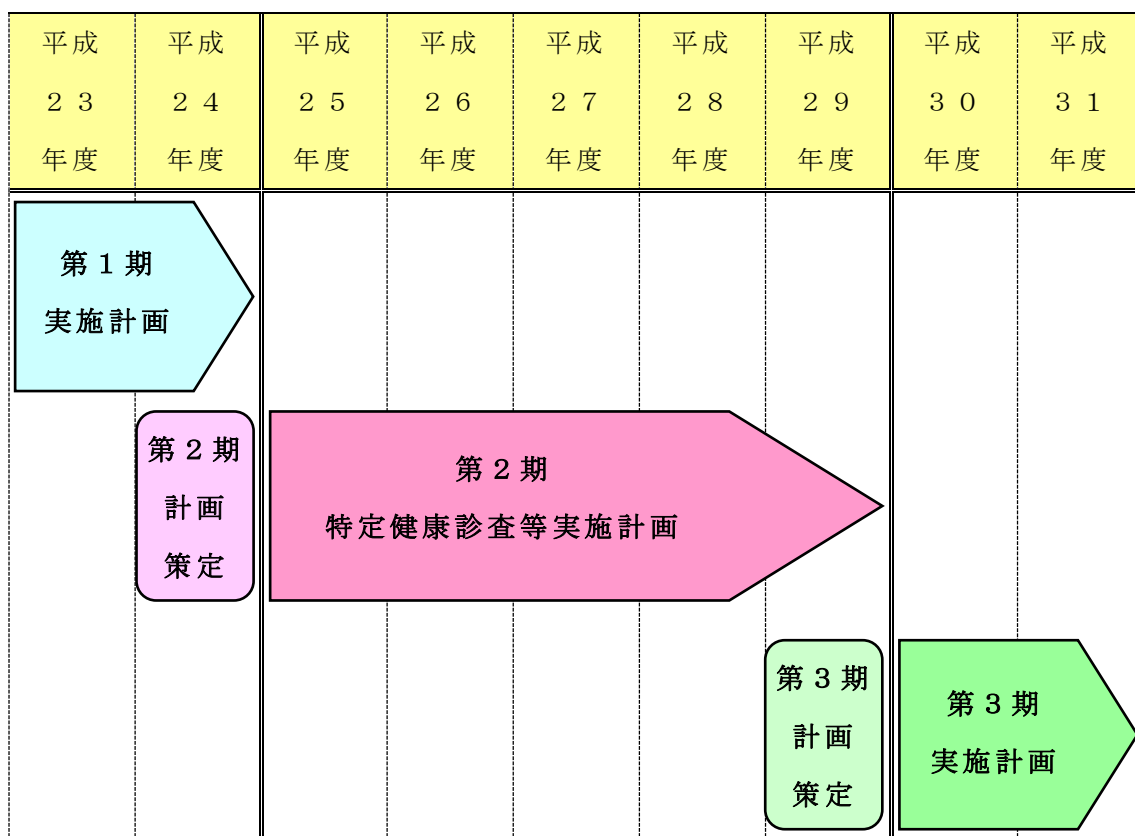 平成 平成 平成 平成 平成 平成 平成 平成 平成
２３ ２４ ２５ ２６ ２７ ２８ ２９ ３０ ３１
年度 年度 年度 年度 年度 年度 年度 年度 年度
第１期
実施計画
第２期
計画
策定
第２期
特定健康診査等実施計画
第３期
計画
策定
第３期
実施計画